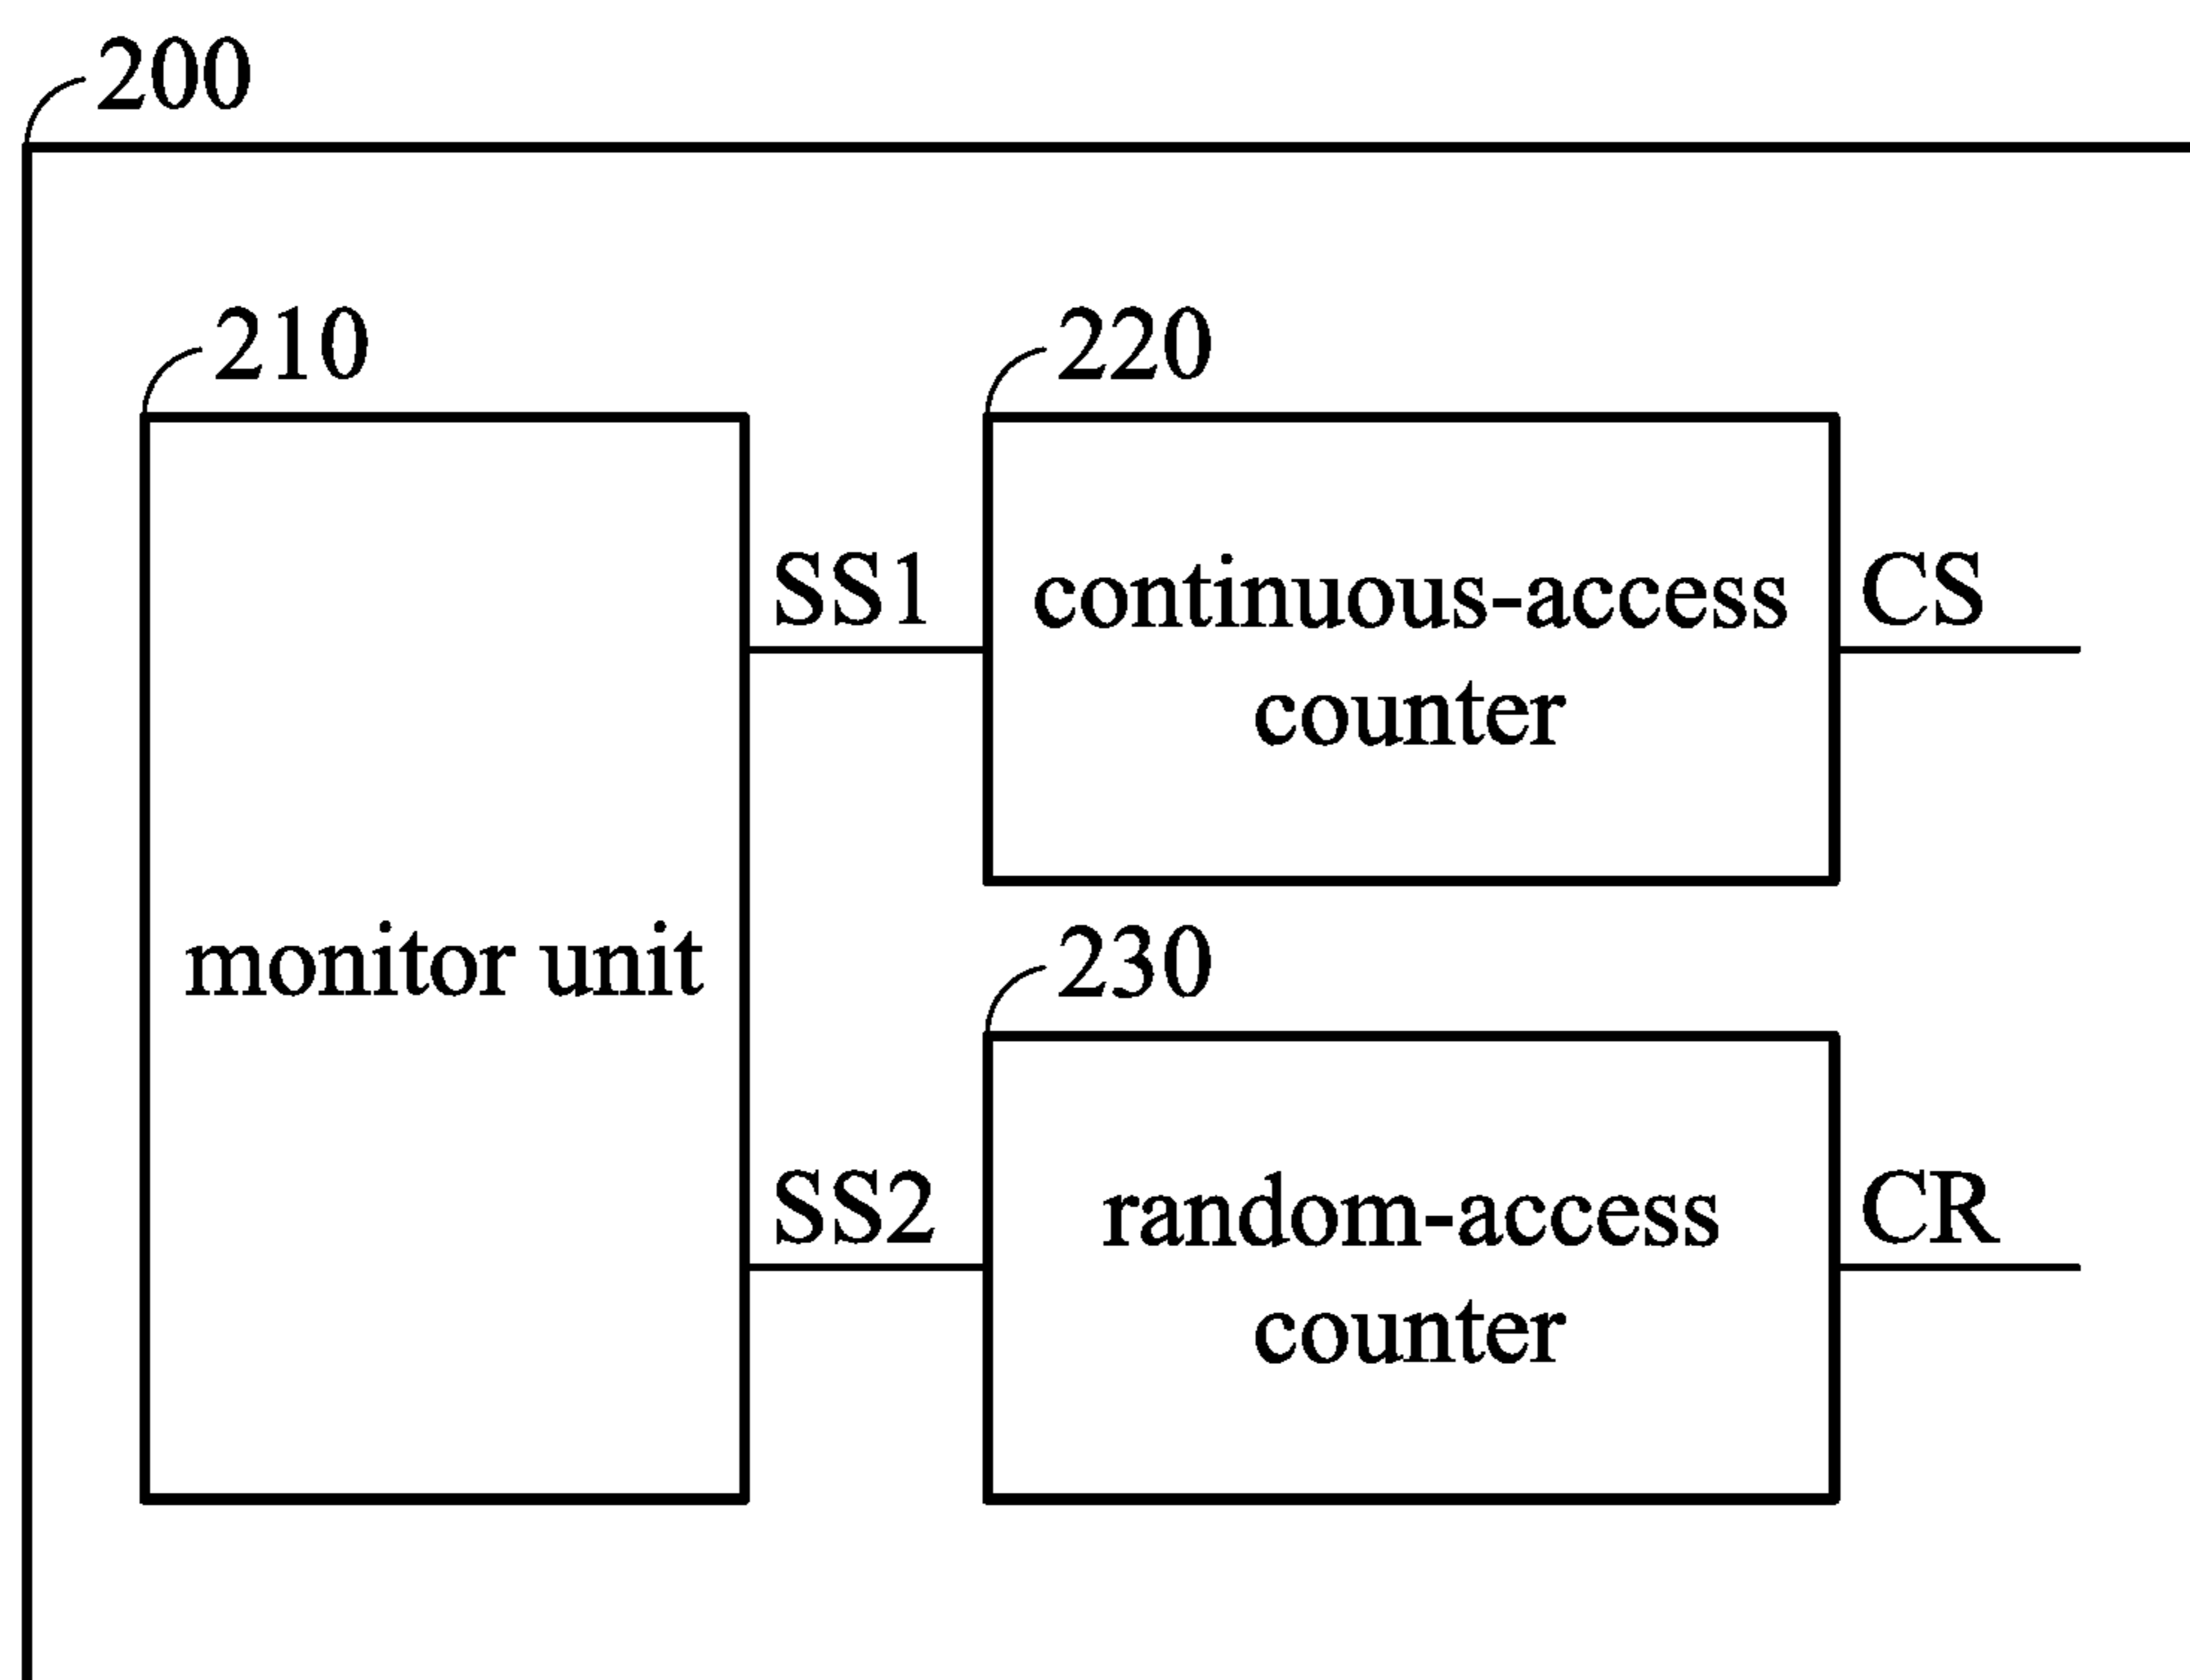 200
210
220
SS1
continuous-access
counter
CS
monitor unit
230
SS2
random-access
counter
CR